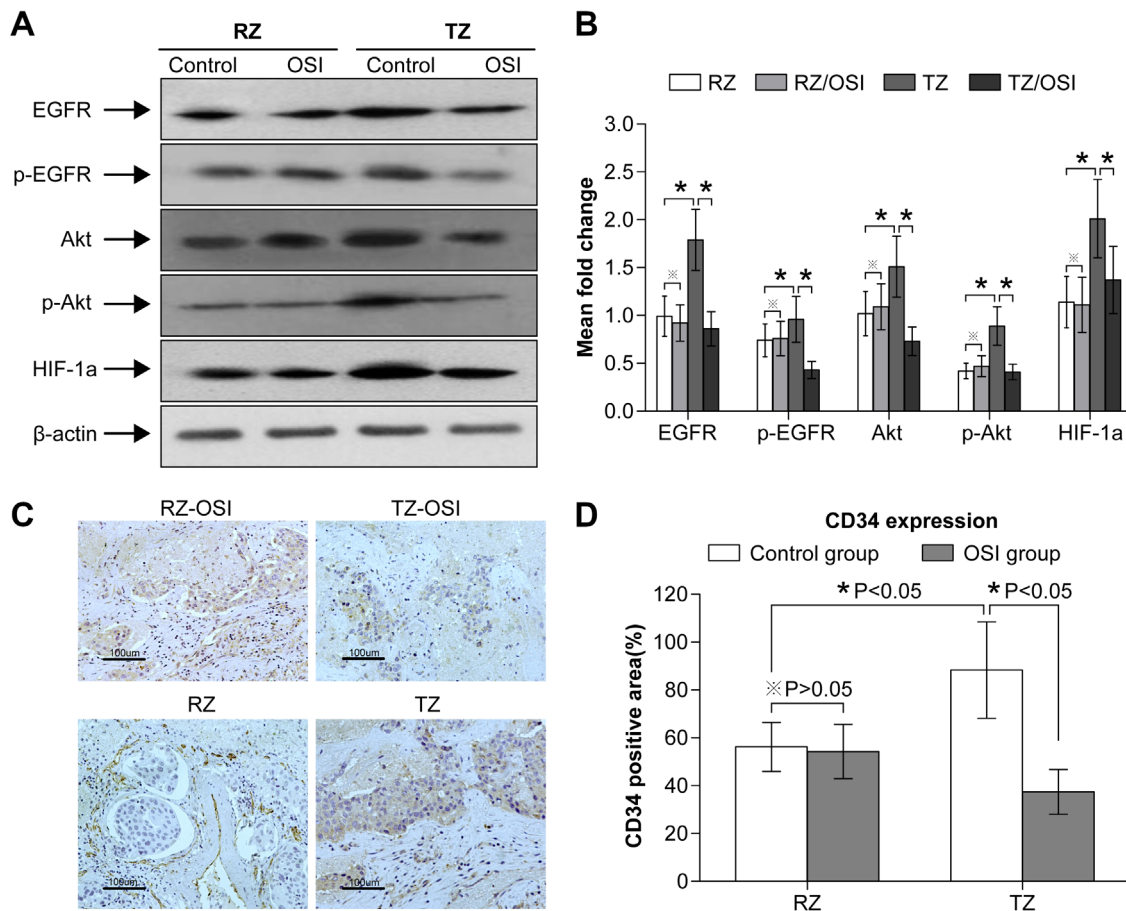 A
RZ TZ
Control OSI Control OSI
EGFR
p-EGFR
Akt
p-Akt
HIF-1a
β-actin
B
RZ RZ/OSI TZ TZ/OSI
Mean fold change
3.0
2.5
2.0
1.5
1.0
0.5
0.0
* *
※
* *
※
* *
※
* *
※
* *
※
EGFR p-EGFR Akt p-Akt HIF-1a
C
RZ-OSI TZ-OSI
100um 100um
RZ TZ
100um 100um
D
CD34 expression
Control group OSI group
CD34 positive area(%)
120
100
80
60
40
20
0
* P<0.05 * P<0.05
※ P>0.05
RZ TZ